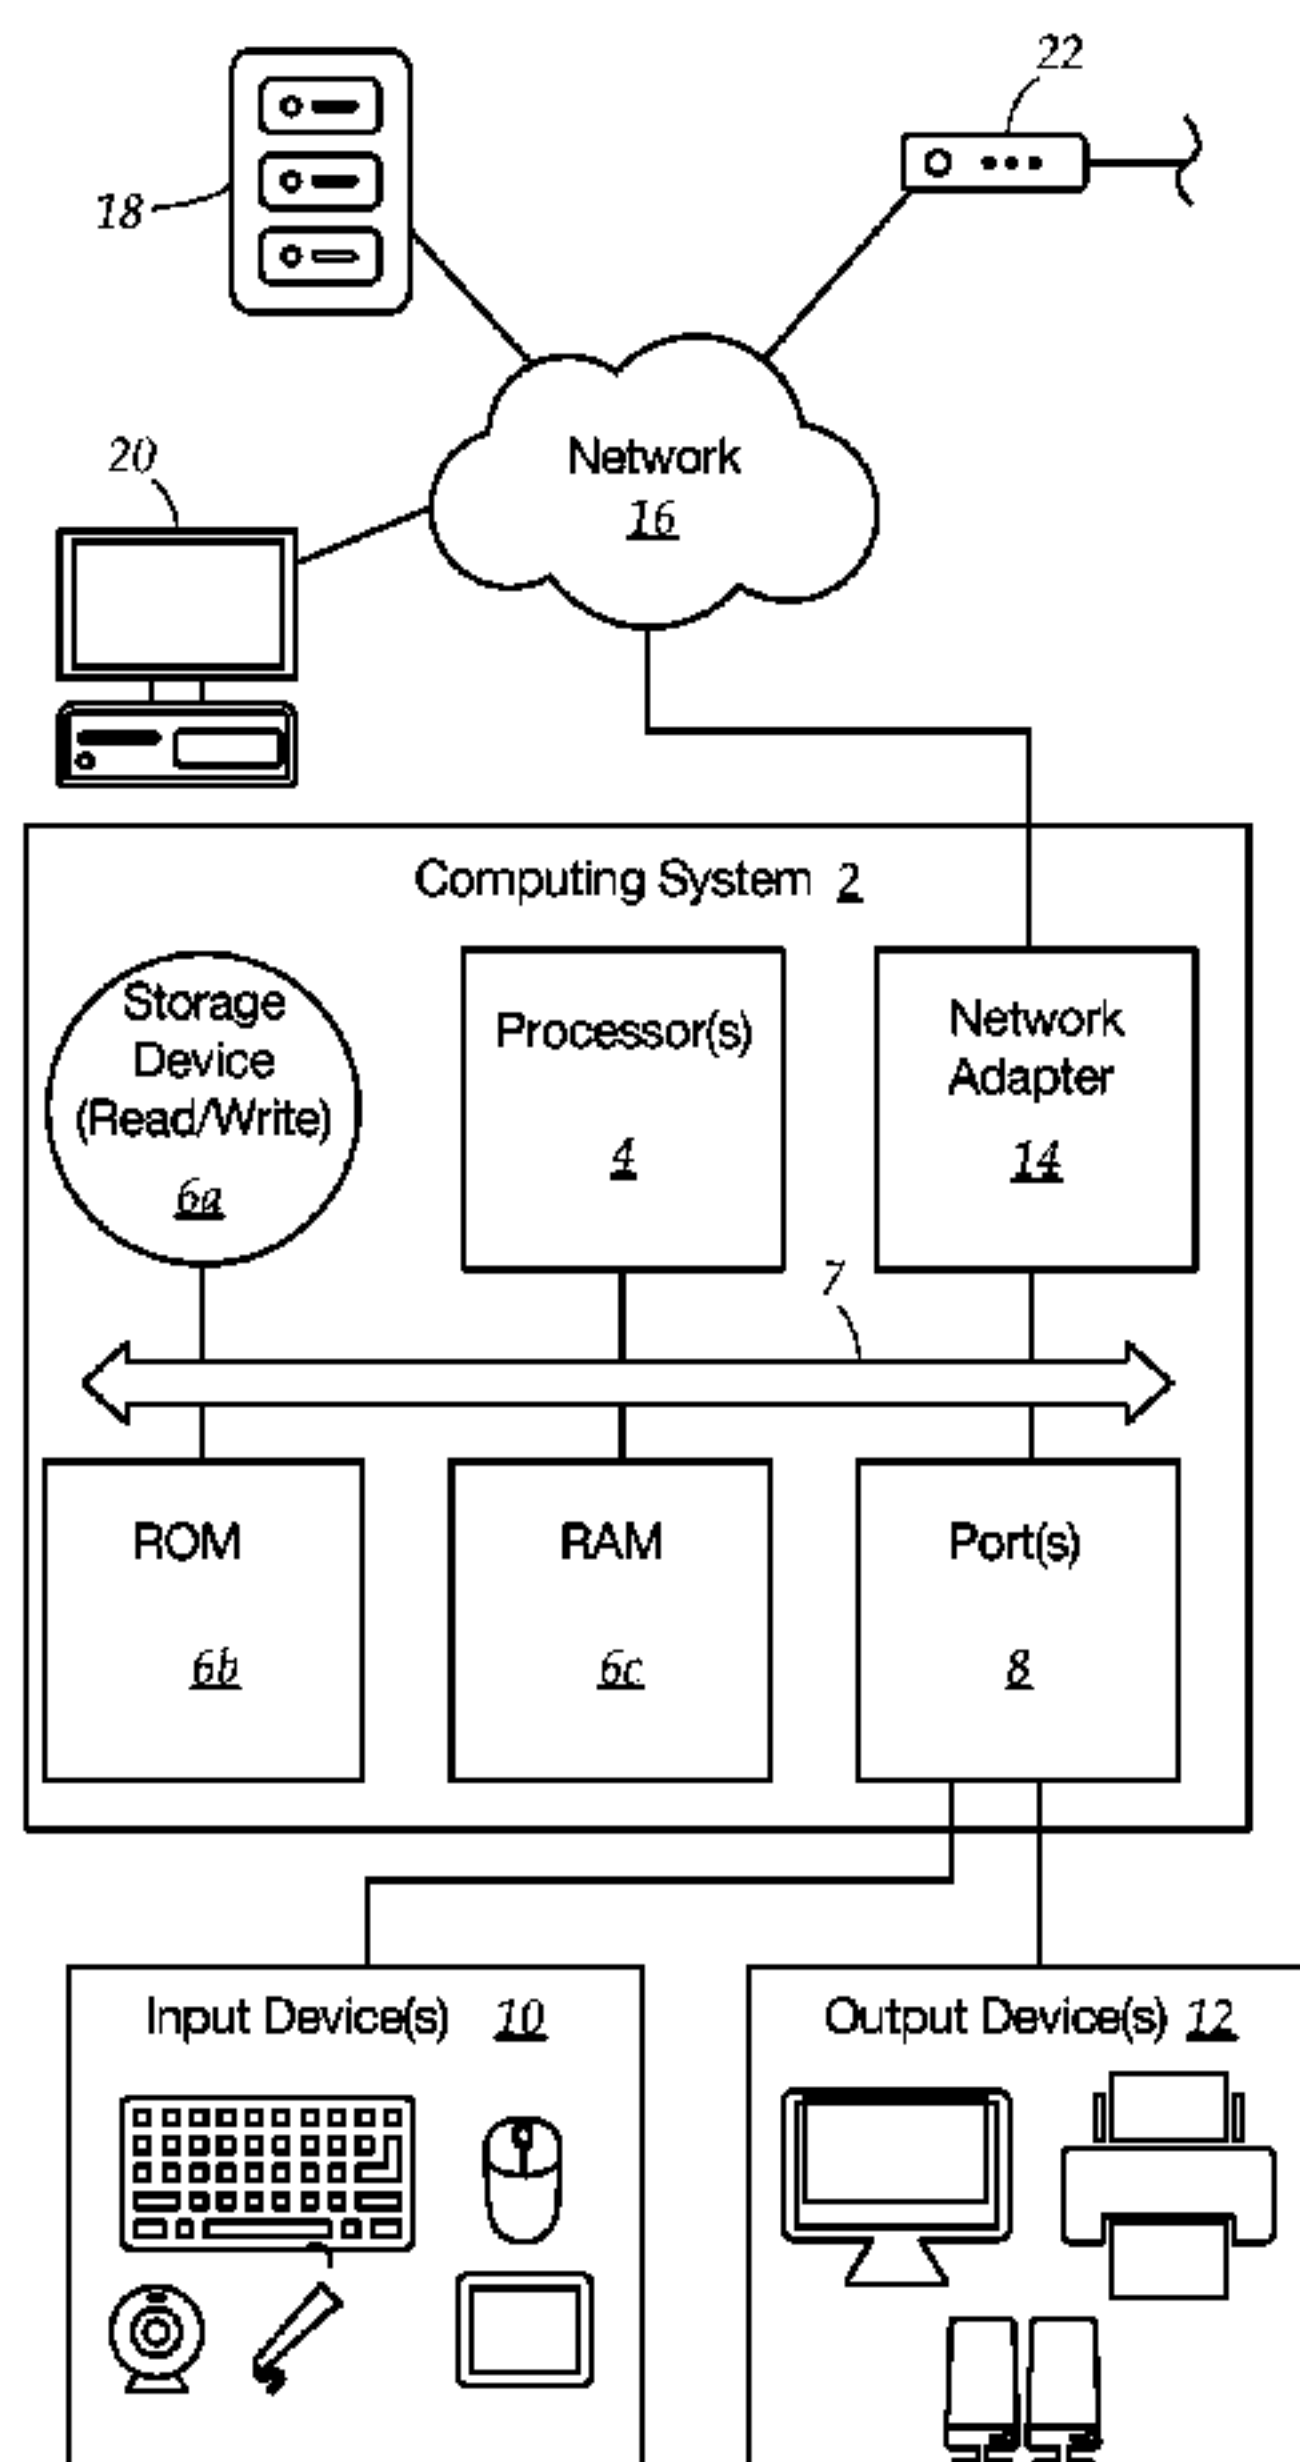 22
18
Network
16
20
Computing System 2
Storage
Device
(Read/Write)
6a
Processor(s)
4
Network
Adapter
14
7
ROM
6b
RAM
6c
Port(s)
8
Input Device(s) 10
Output Device(s) 12